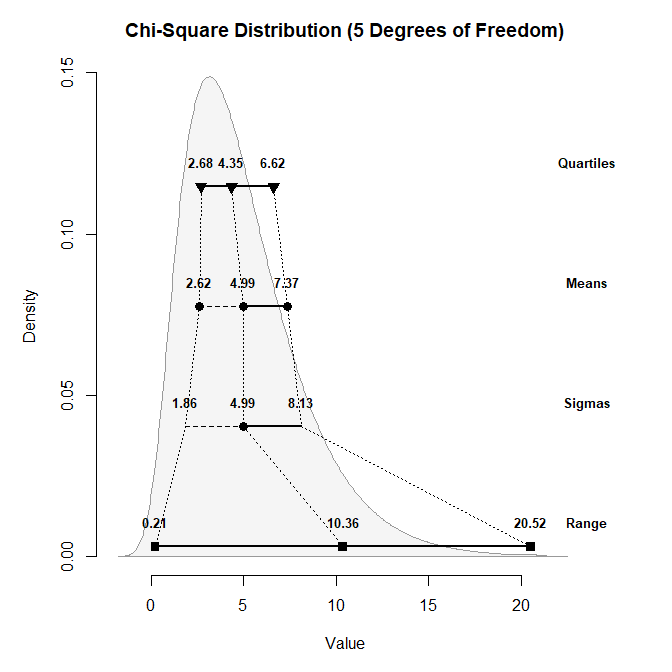 Chi-Square Distribution (5 Degrees of Freedom)
0.15
2.68 4.35 6.62 Quartiles
0.10
2.62 4.99 7.37 Means
Density
0.05
1.86 4.99 8.13 Sigmas
0.21 10.36 20.52 Range
0.00
0 5 10 15 20
Value